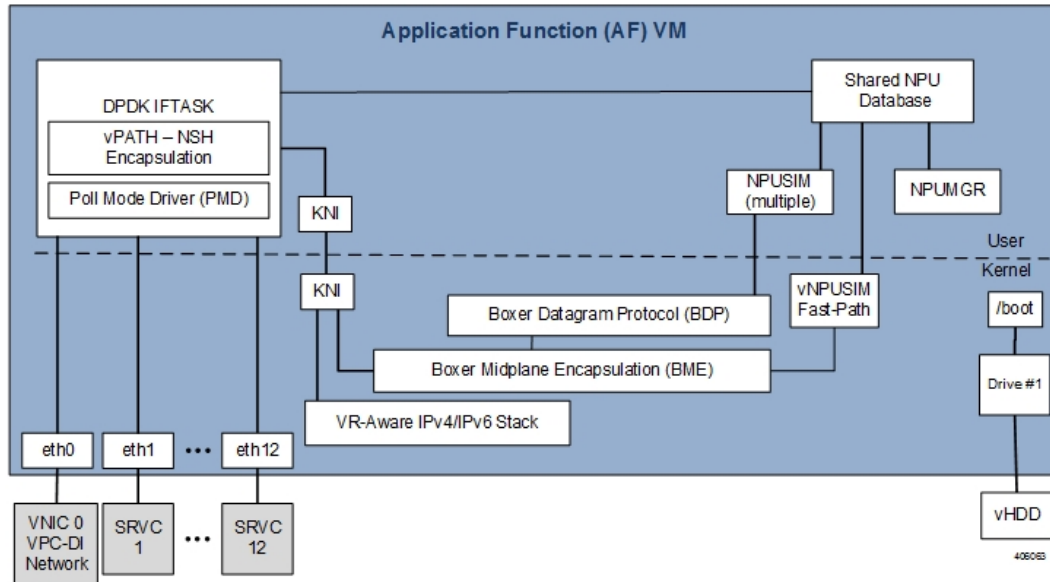 Application Function (AF) VM
DPDK IFTASK
vPATH – NSH
Encapsulation
Poll Mode Driver (PMD)
Shared NPU
Database
KNI
NPUSIM
(multiple)
NPUMGR
User
Kernel
KNI
vNPUSIM
Fast-Path
/boot
Boxer Datagram Protocol (BDP)
Boxer Midplane Encapsulation (BME)
Drive #1
VR-Aware IPv4/IPv6 Stack
eth0
eth1
•••
eth12
VNIC 0
VPC-DI
Network
SRVC
1
•••
SRVC
12
vHDD
406063